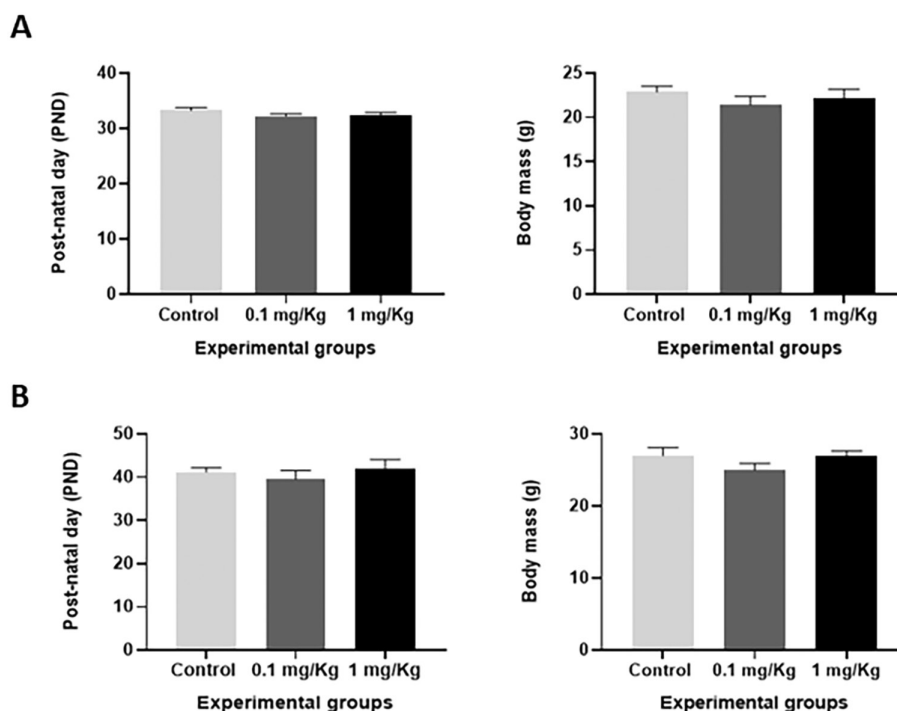 A
Post-natal day (PND)
40
30
20
10
0
Control 0.1 mg/Kg 1 mg/Kg
Experimental groups
Body mass (g)
25
20
15
10
5
0
Control 0.1 mg/Kg 1 mg/Kg
Experimental groups
B
Post-natal day (PND)
50
40
30
20
10
0
Control 0.1 mg/Kg 1 mg/Kg
Experimental groups
Body mass (g)
30
20
10
0
Control 0.1 mg/Kg 1 mg/Kg
Experimental groups